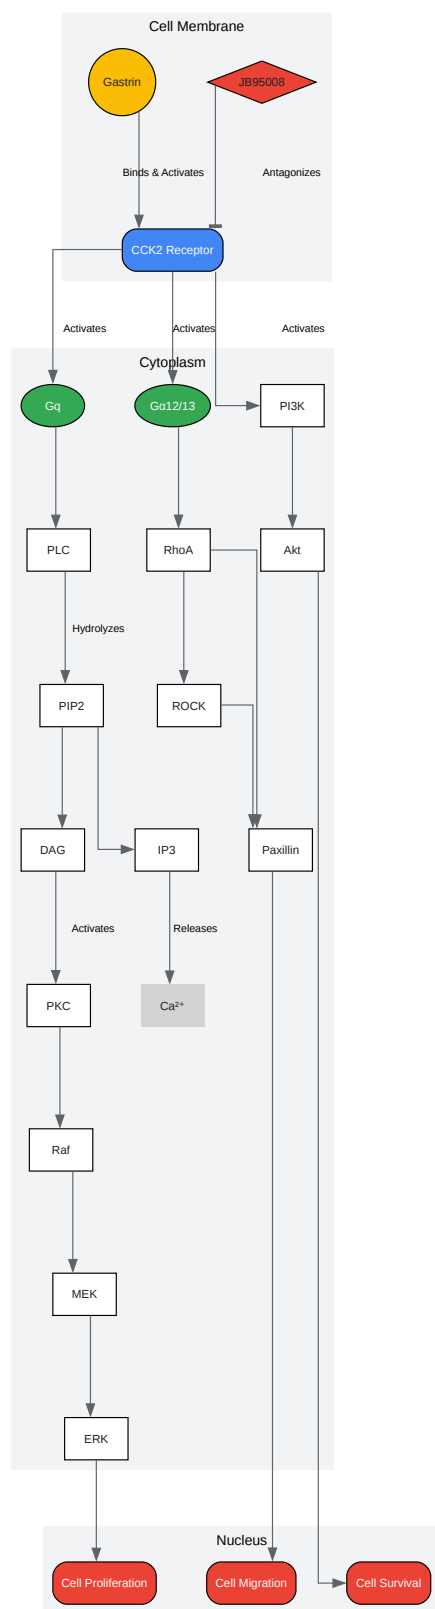 Cell Membrane
Gastrin
JB95008
Binds & Activates
Antagonizes
CCK2 Receptor
Activates
Activates
Activates
Cytoplasm
Gq
Gα12/13
PI3K
PLC
RhoA
Akt
Hydrolyzes
PIP2
ROCK
DAG
IP3
Paxillin
Activates
Releases
PKC
Ca²⁺
Raf
MEK
ERK
Nucleus
Cell Proliferation
Cell Migration
Cell Survival